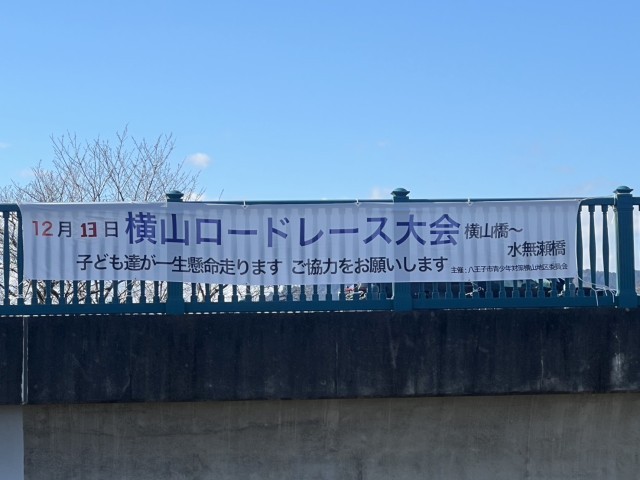 12月13日 横山ロードレース大会 横山橋～
水無瀬橋
子ども達が一生懸命走ります ご協力をお願いします 主催：八王子市青少年対策横山地区委員会